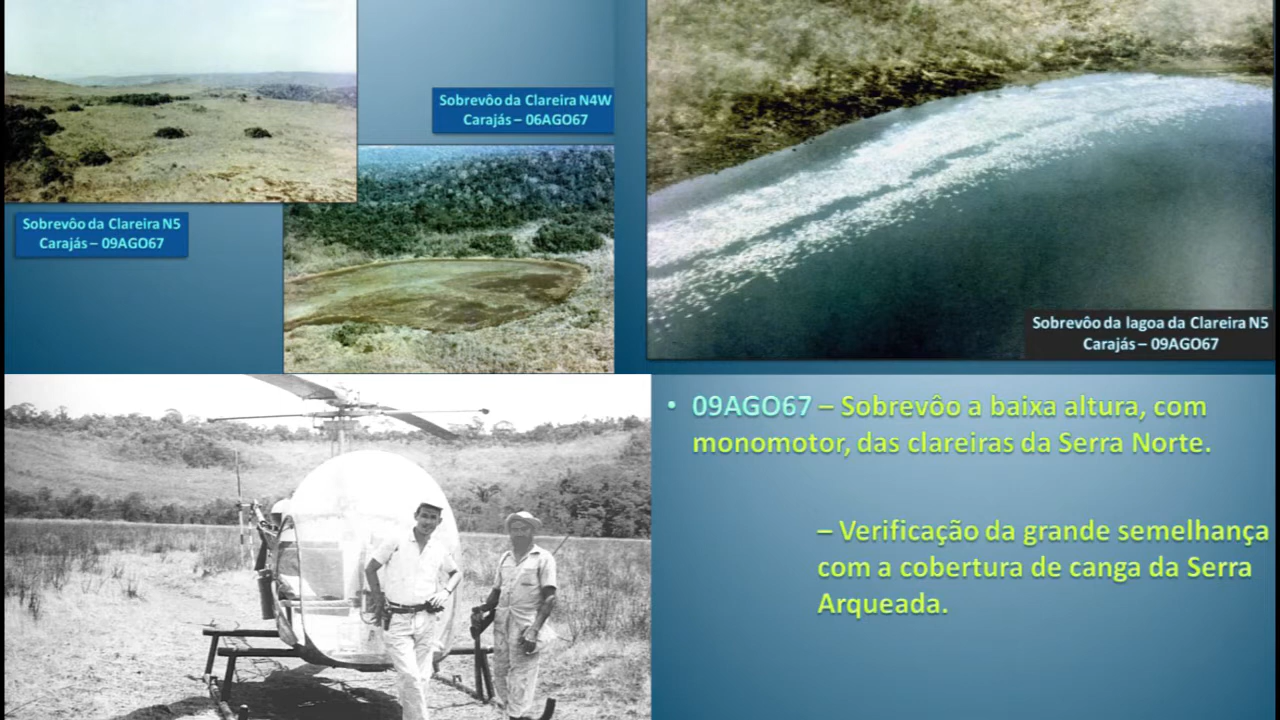 Sobrevôo da Clareira N4W
Carajás – 06AGO67
Sobrevôo da Clareira N5
Carajás – 09AGO67
Sobrevôo da lagoa da Clareira N5
Carajás – 09AGO67
• 09AGO67 – Sobrevôo a baixa altura, com
monomotor, das clareiras da Serra Norte.
– Verificação da grande semelhança
com a cobertura de canga da Serra
Arqueada.